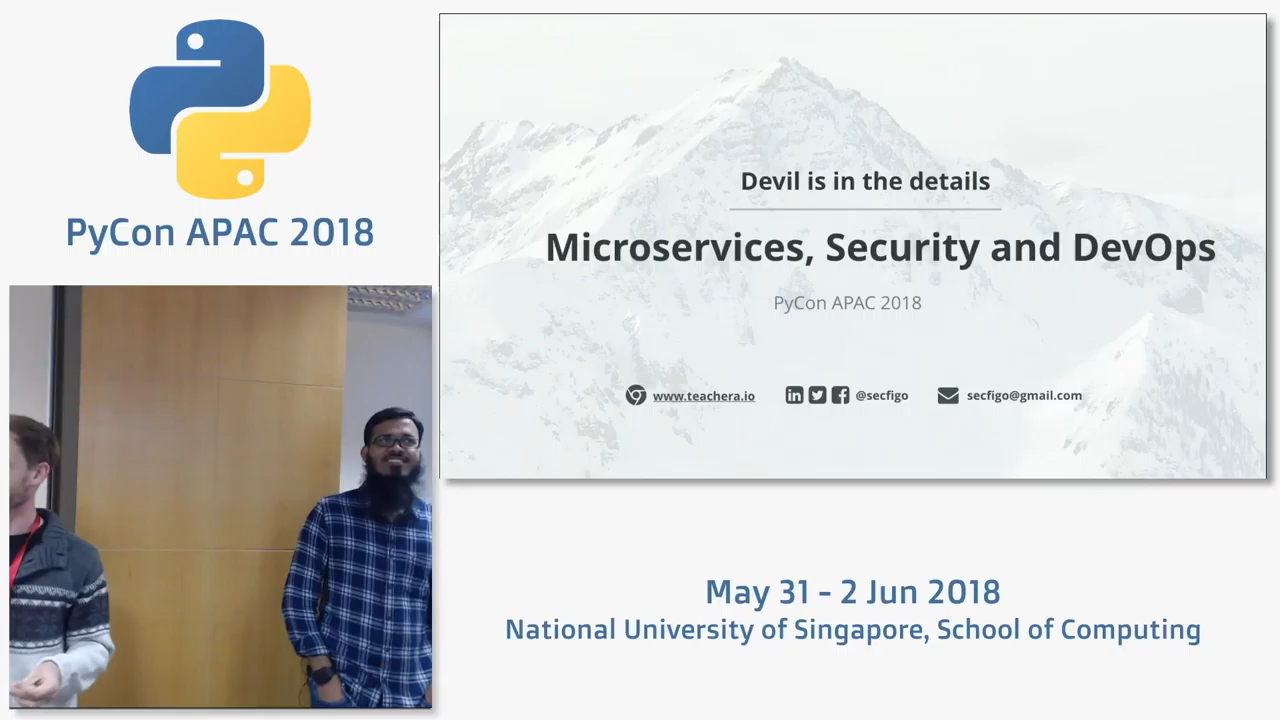 PyCon APAC 2018
Devil is in the details
Microservices, Security and DevOps
PyCon APAC 2018
www.teachera.io @secfigo secfigo@gmail.com
May 31 - 2 Jun 2018
National University of Singapore, School of Computing